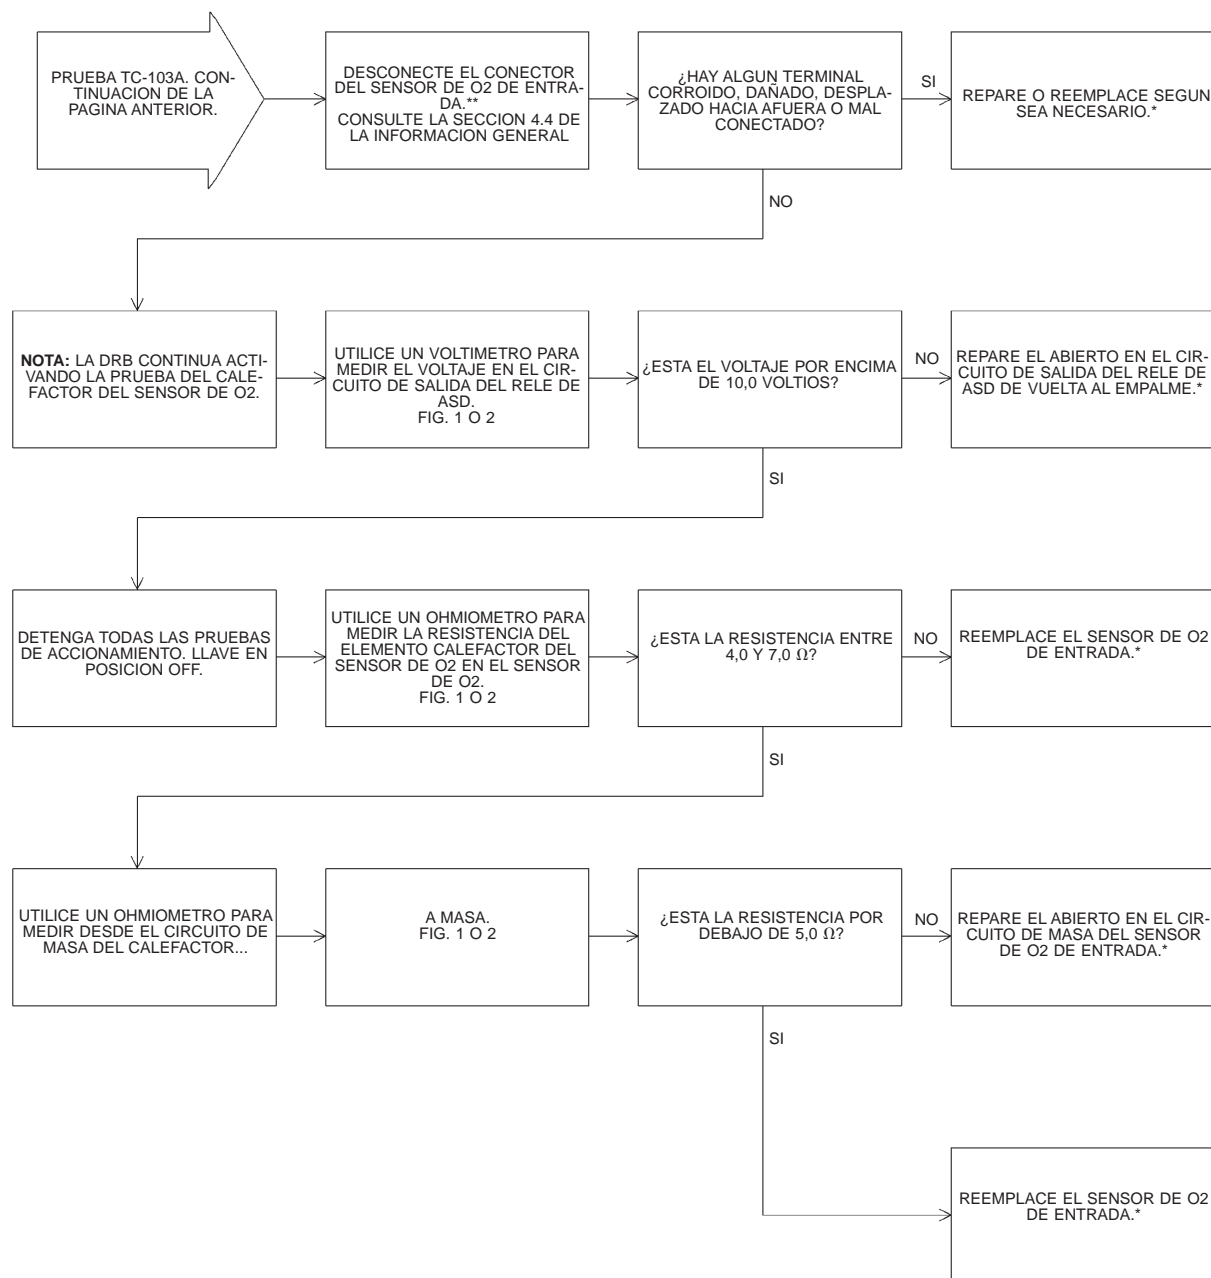 PRUEBA TC-103A. CON-
TINUACION DE LA
PAGINA ANTERIOR.
DESCONECTE EL CONECTOR
DEL SENSOR DE O2 DE ENTRA-
DA.**
CONSULTE LA SECCION 4.4 DE
LA INFORMACION GENERAL
¿HAY ALGUN TERMINAL
CORROIDO, DAÑADO, DESPLA-
ZADO HACIA AFUERA O MAL
CONECTADO?
SI
REPARE O REEMPLACE SEGUN
SEA NECESARIO.*
NO
NOTA: LA DRB CONTINUA ACTI-
VANDO LA PRUEBA DEL CALE-
FACTOR DEL SENSOR DE O2.
UTILICE UN VOLTIMETRO PARA
MEDIR EL VOLTAJE EN EL CIR-
CUITO DE SALIDA DEL RELE DE
ASD.
FIG. 1 O 2
¿ESTA EL VOLTAJE POR ENCIMA
DE 10,0 VOLTIOS?
NO
REPARE EL ABIERTO EN EL CIR-
CUITO DE SALIDA DEL RELE DE
ASD DE VUELTA AL EMPALME.*
SI
DETENGA TODAS LAS PRUEBAS
DE ACCIONAMIENTO. LLAVE EN
POSICION OFF.
UTILICE UN OHMIOMETRO PARA
MEDIR LA RESISTENCIA DEL
ELEMENTO CALEFACTOR DEL
SENSOR DE O2 EN EL SENSOR
DE O2.
FIG. 1 O 2
¿ESTA LA RESISTENCIA ENTRE
4,0 Y 7,0 Ω?
NO
REEMPLACE EL SENSOR DE O2
DE ENTRADA.*
SI
UTILICE UN OHMIOMETRO PARA
MEDIR DESDE EL CIRCUITO DE
MASA DEL CALEFACTOR...
A MASA.
FIG. 1 O 2
¿ESTA LA RESISTENCIA POR
DEBAJO DE 5,0 Ω?
NO
REPARE EL ABIERTO EN EL CIR-
CUITO DE MASA DEL SENSOR
DE O2 DE ENTRADA.*
SI
REEMPLACE EL SENSOR DE O2
DE ENTRADA.*